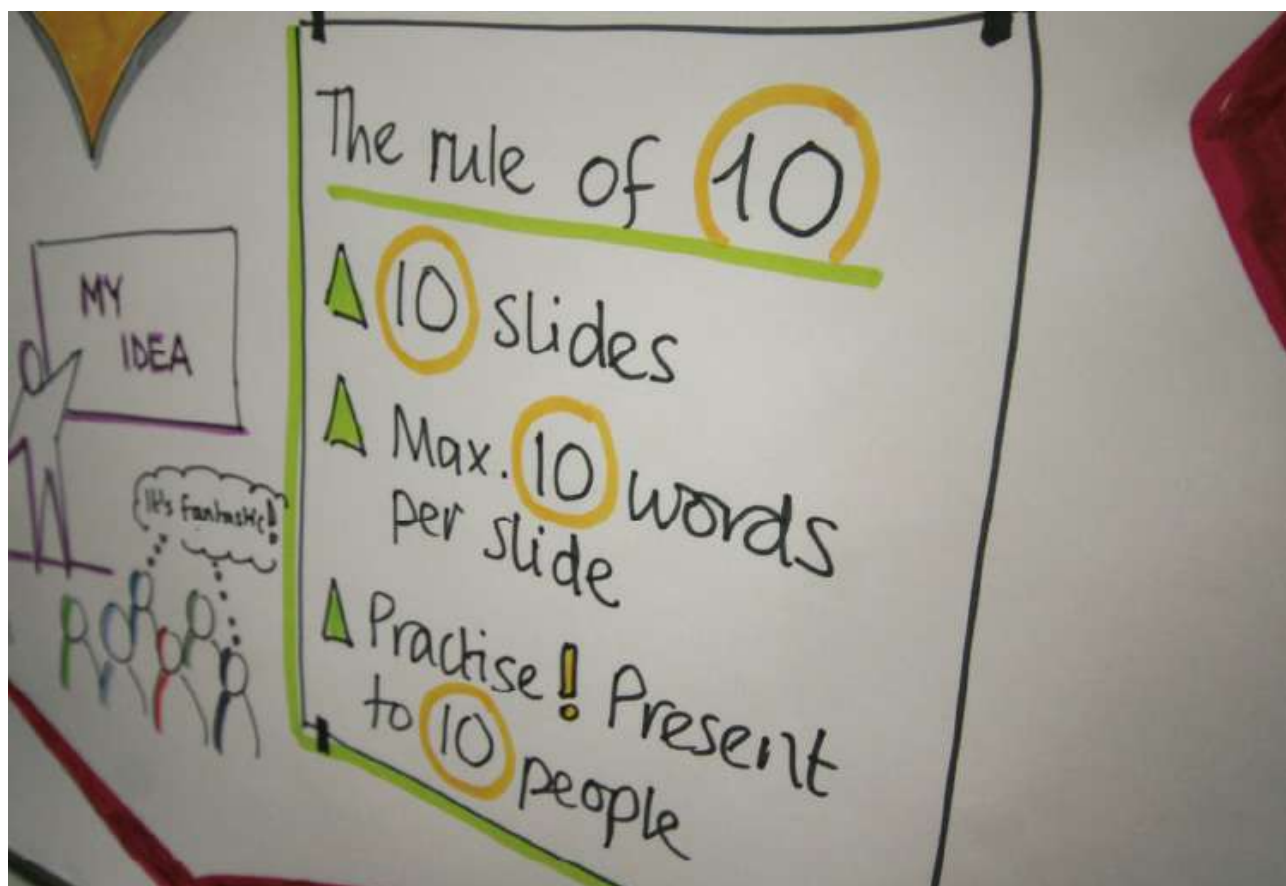 The rule of 10
10 slides
Max. 10 words
per slide
Practise! Present
to 10 people
MY
IDEA
It's fantastic!